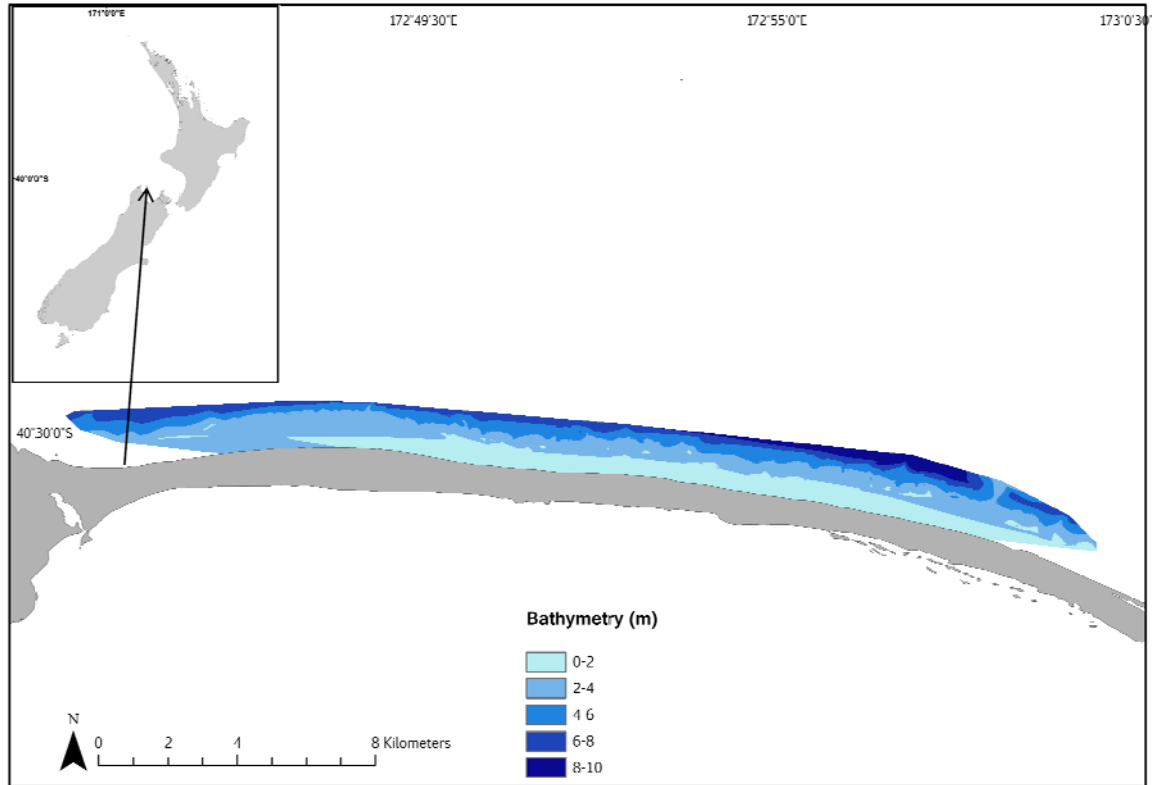 171°0'0"E
172°49'30"E
172°55'0"E
173°0'30"
40°0'0"S
40°30'0"S
Bathymetry (m)
0-2
2-4
4 6
6-8
8-10
N
0 2 4 8 Kilometers